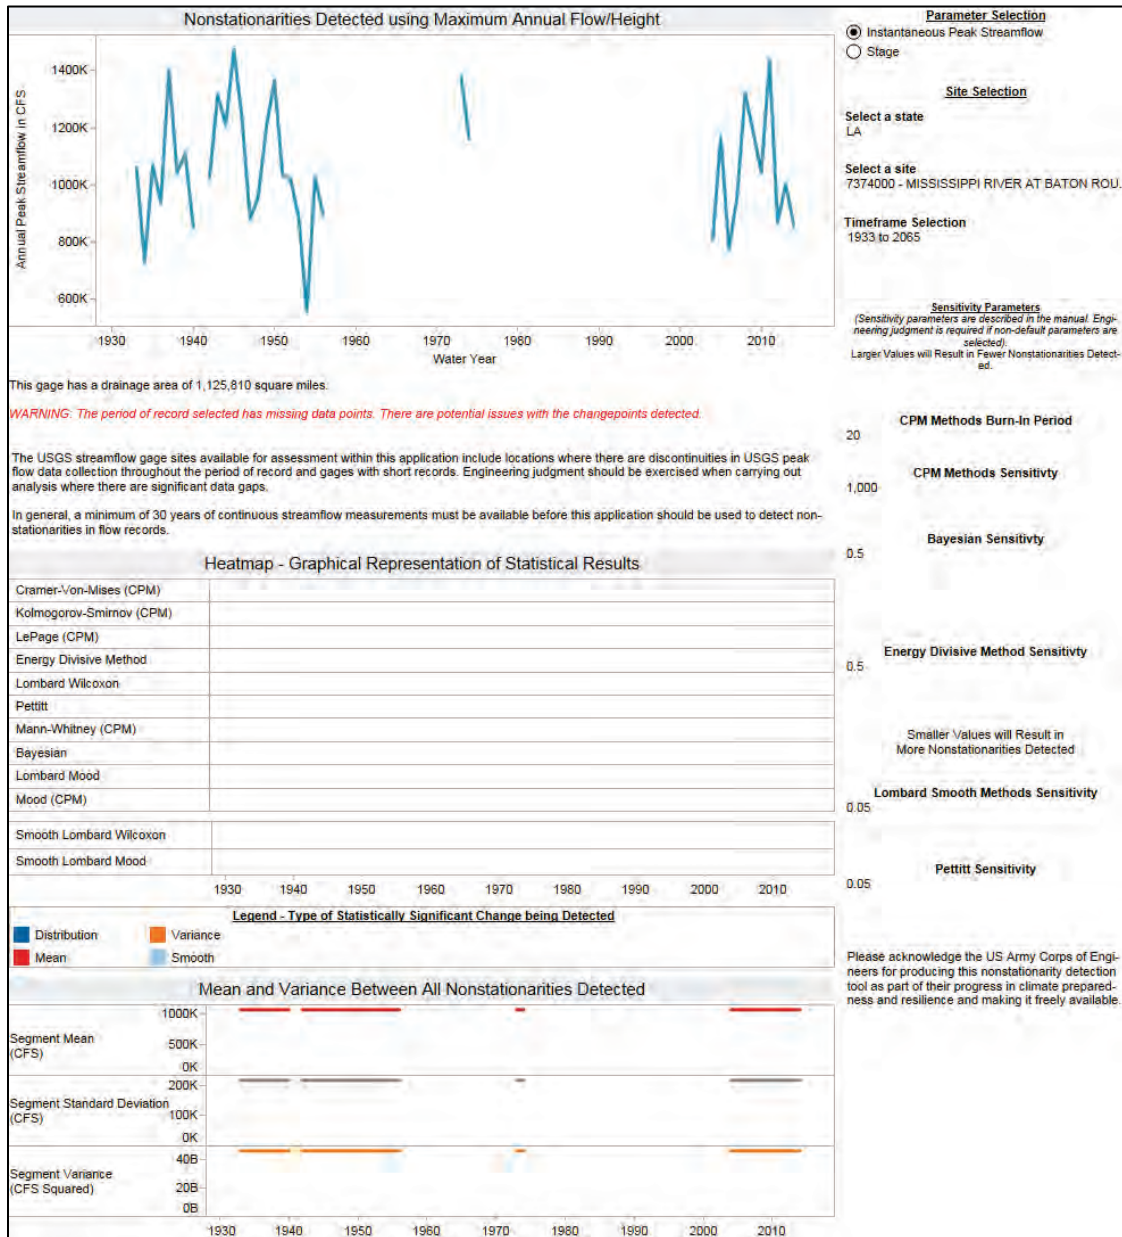 Nonstationarities Detected using Maximum Annual Flow/Height
Annual Peak Streamflow in CFS
1400K
1200K
1000K
800K
600K
1930 1940 1950 1960 1970 1980 1990 2000 2010
Water Year
Parameter Selection
Instantaneous Peak Streamflow
Stage
Site Selection
Select a state
LA
Select a site
7374000 - MISSISSIPPI RIVER AT BATON ROU.
Timeframe Selection
1933 to 2065
Sensitivity Parameters
(Sensitivity parameters are described in the manual. Engi-
neering judgment is required if non-default parameters are
selected).
Larger Values will Result in Fewer Nonstationarities Detect-
ed.
CPM Methods Burn-In Period
20
CPM Methods Sensitivty
1,000
Bayesian Sensitivty
0.5
Energy Divisive Method Sensitivty
0.5
Smaller Values will Result in
More Nonstationarities Detected
Lombard Smooth Methods Sensitivity
0.05
Pettitt Sensitivity
0.05
Please acknowledge the US Army Corps of Engi-
neers for producing this nonstationarity detection
tool as part of their progress in climate prepared-
ness and resilience and making it freely available.
This gage has a drainage area of 1,125,810 square miles.
WARNING: The period of record selected has missing data points. There are potential issues with the changepoints detected.
The USGS streamflow gage sites available for assessment within this application include locations where there are discontinuities in USGS peak
flow data collection throughout the period of record and gages with short records. Engineering judgment should be exercised when carrying out
analysis where there are significant data gaps.
In general, a minimum of 30 years of continuous streamflow measurements must be available before this application should be used to detect non-
stationarities in flow records.
Heatmap - Graphical Representation of Statistical Results
Cramer-Von-Mises (CPM)
Kolmogorov-Smirnov (CPM)
LePage (CPM)
Energy Divisive Method
Lombard Wilcoxon
Pettitt
Mann-Whitney (CPM)
Bayesian
Lombard Mood
Mood (CPM)
Smooth Lombard Wilcoxon
Smooth Lombard Mood
1930 1940 1950 1960 1970 1980 1990 2000 2010
Legend - Type of Statistically Significant Change being Detected
Distribution Variance
Mean Smooth
Mean and Variance Between All Nonstationarities Detected
Segment Mean
(CFS)
1000K
500K
0K
Segment Standard Deviation
(CFS)
200K
100K
0K
Segment Variance
(CFS Squared)
40B
20B
0B
1930 1940 1950 1960 1970 1980 1990 2000 2010